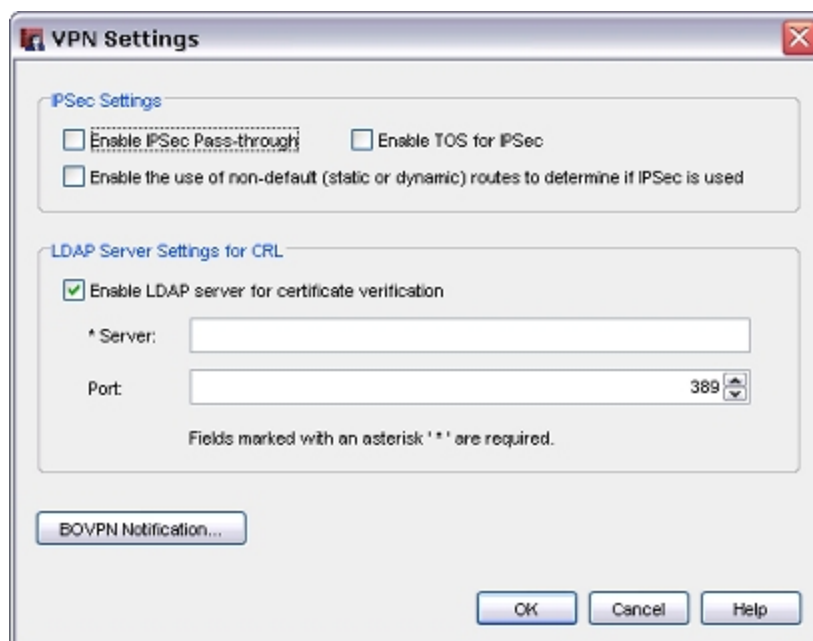 VPN Settings
IPSec Settings
Enable IPSec Pass-through
Enable TOS for IPSec
Enable the use of non-default (static or dynamic) routes to determine if IPSec is used
LDAP Server Settings for CRL
Enable LDAP server for certificate verification
* Server:
Port: 389
Fields marked with an asterisk '*' are required.
BOVPN Notification...
OK Cancel Help